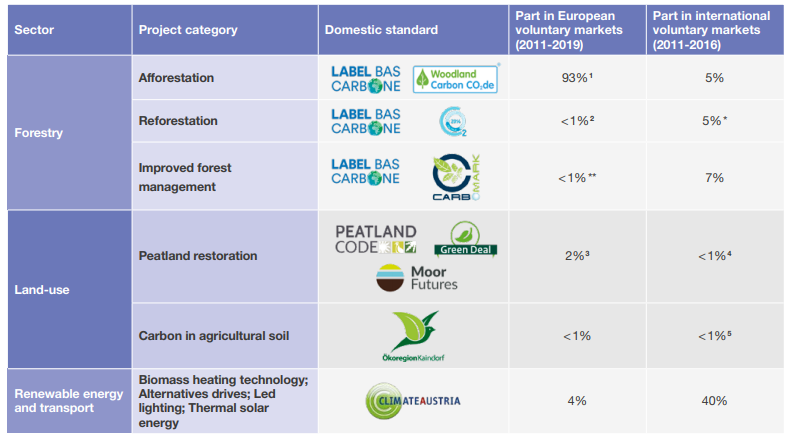 Sector
Project category
Domestic standard
Part in European
voluntary markets
(2011-2019)
Part in international
voluntary markets
(2011-2016)
Forestry
Afforestation
LABEL BAS
CARBONE
Woodland
Carbon CO₂de
93%¹
5%
Reforestation
LABEL BAS
CARBONE
<1%²
5%*
Improved forest
management
LABEL BAS
CARBONE
CARBOMARK
<1%**
7%
Land-use
Peatland restoration
PEATLAND
CODE
Green Deal
Moor
Futures
2%³
<1%⁴
Carbon in agricultural soil
ÖkoregionKaindorf
<1%
<1%⁵
Renewable energy
and transport
Biomass heating technology;
Alternatives drives; Led
lighting; Thermal solar
energy
CLIMATEAUSTRIA
4%
40%